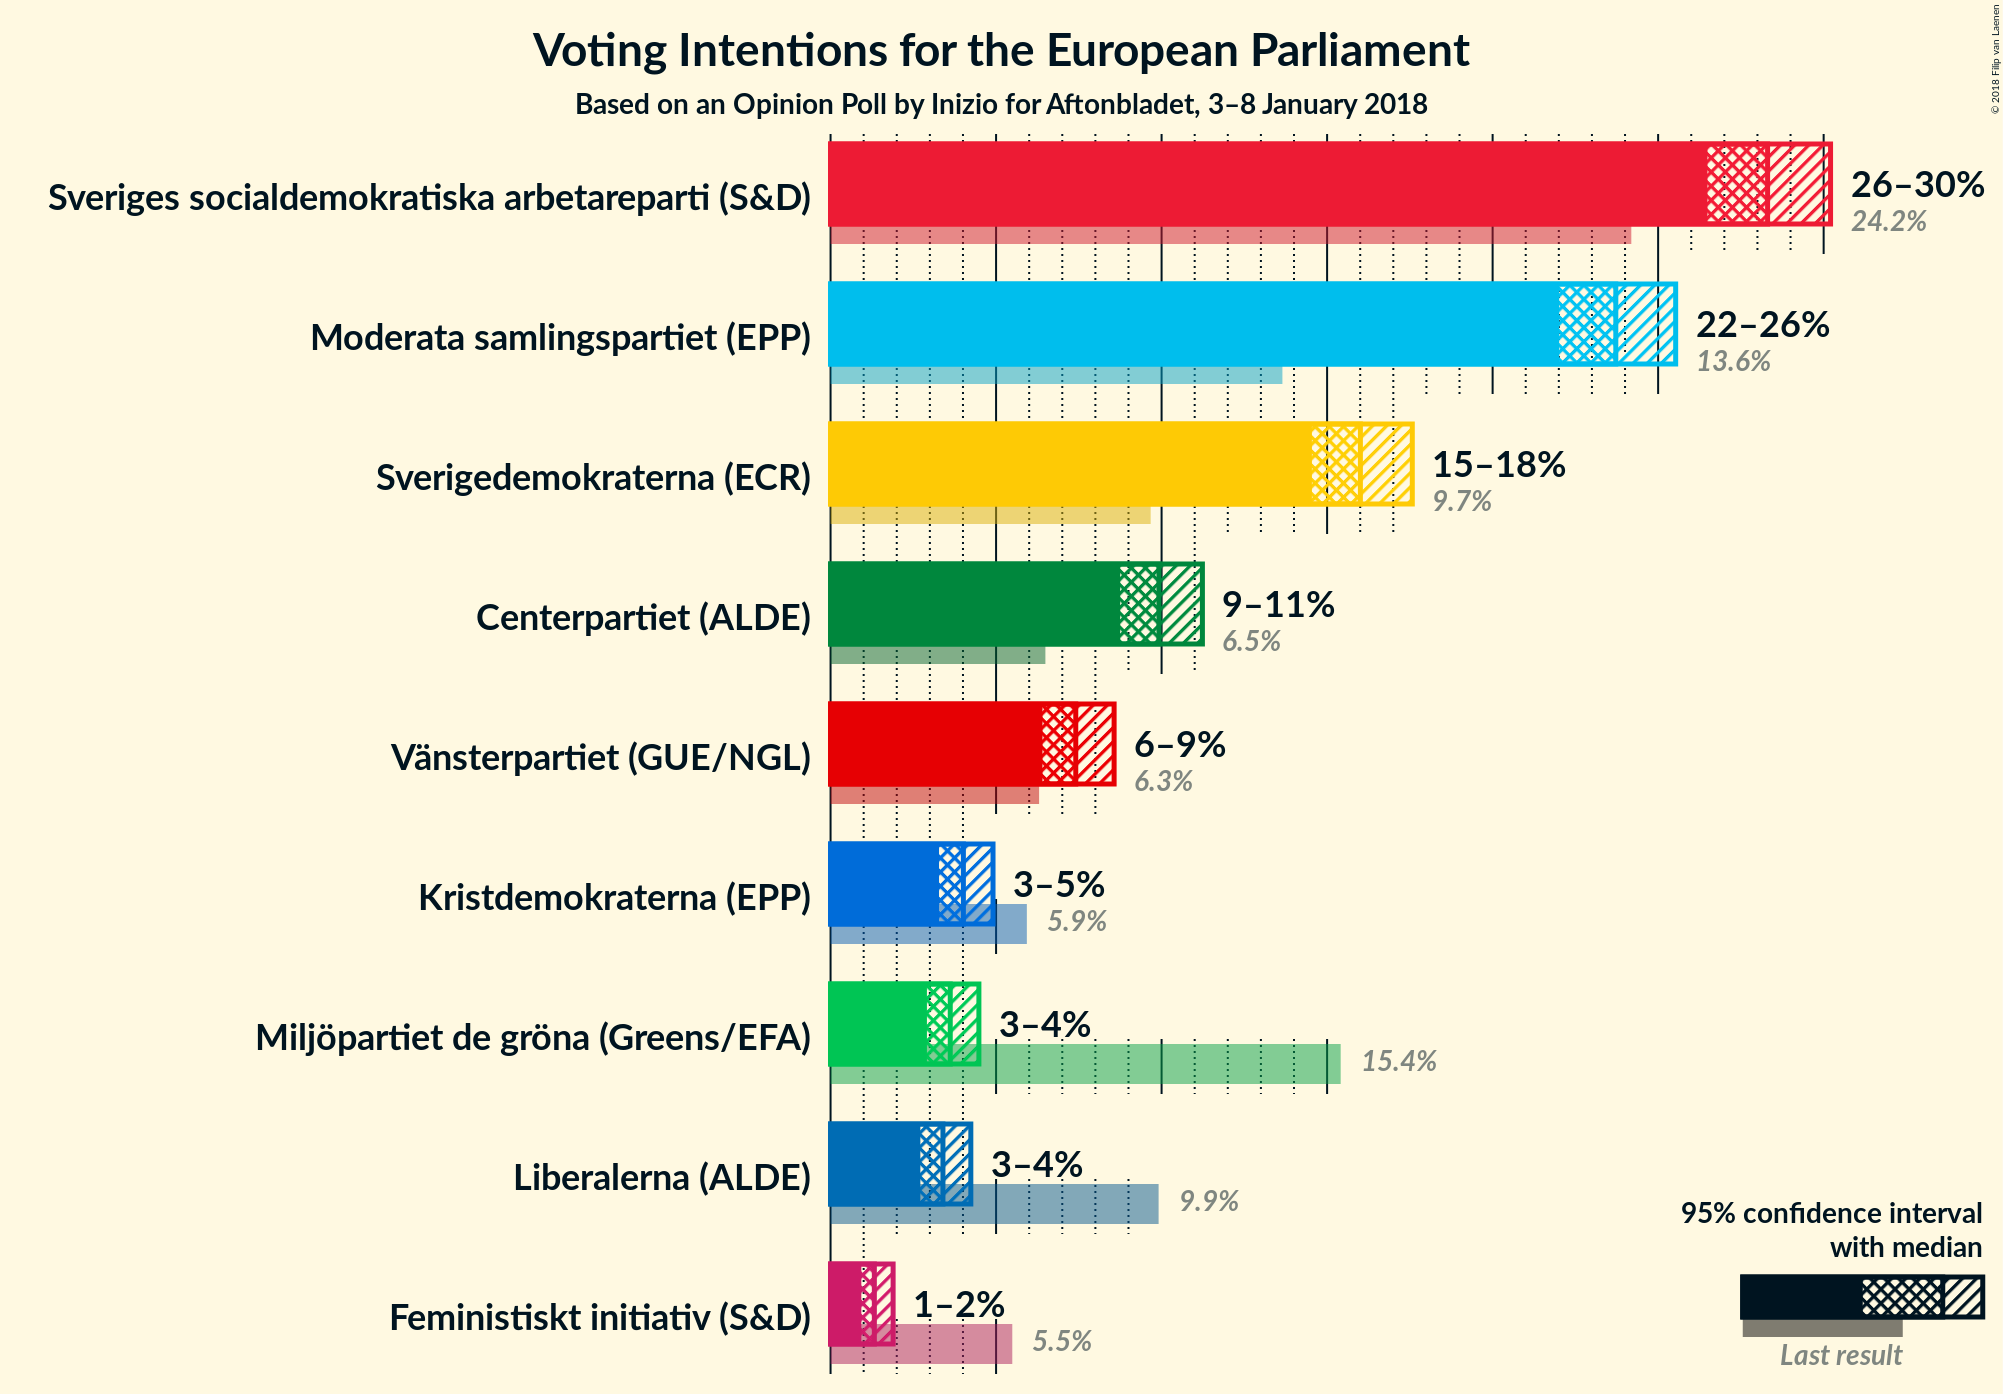 Voting Intentions for the European Parliament
Based on an Opinion Poll by Inizio for Aftonbladet, 3–8 January 2018
© 2018 Filip van Laenen
Sveriges socialdemokratiska arbetareparti (S&D)
26–30%
24.2%
Moderata samlingspartiet (EPP)
22–26%
13.6%
Sverigedemokraterna (ECR)
15–18%
9.7%
Centerpartiet (ALDE)
9–11%
6.5%
Vänsterpartiet (GUE/NGL)
6–9%
6.3%
Kristdemokraterna (EPP)
3–5%
5.9%
Miljöpartiet de gröna (Greens/EFA)
3–4%
15.4%
Liberalerna (ALDE)
3–4%
9.9%
Feministiskt initiativ (S&D)
1–2%
5.5%
95% confidence interval
with median
Last result